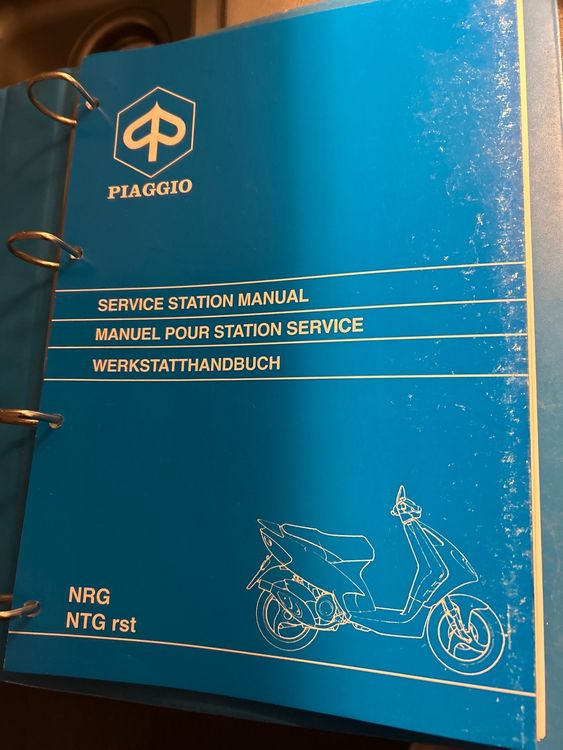 PIAGGIO
SERVICE STATION MANUAL
MANUEL POUR STATION SERVICE
WERKSTATTHANDBUCH
NRG
NTG rst